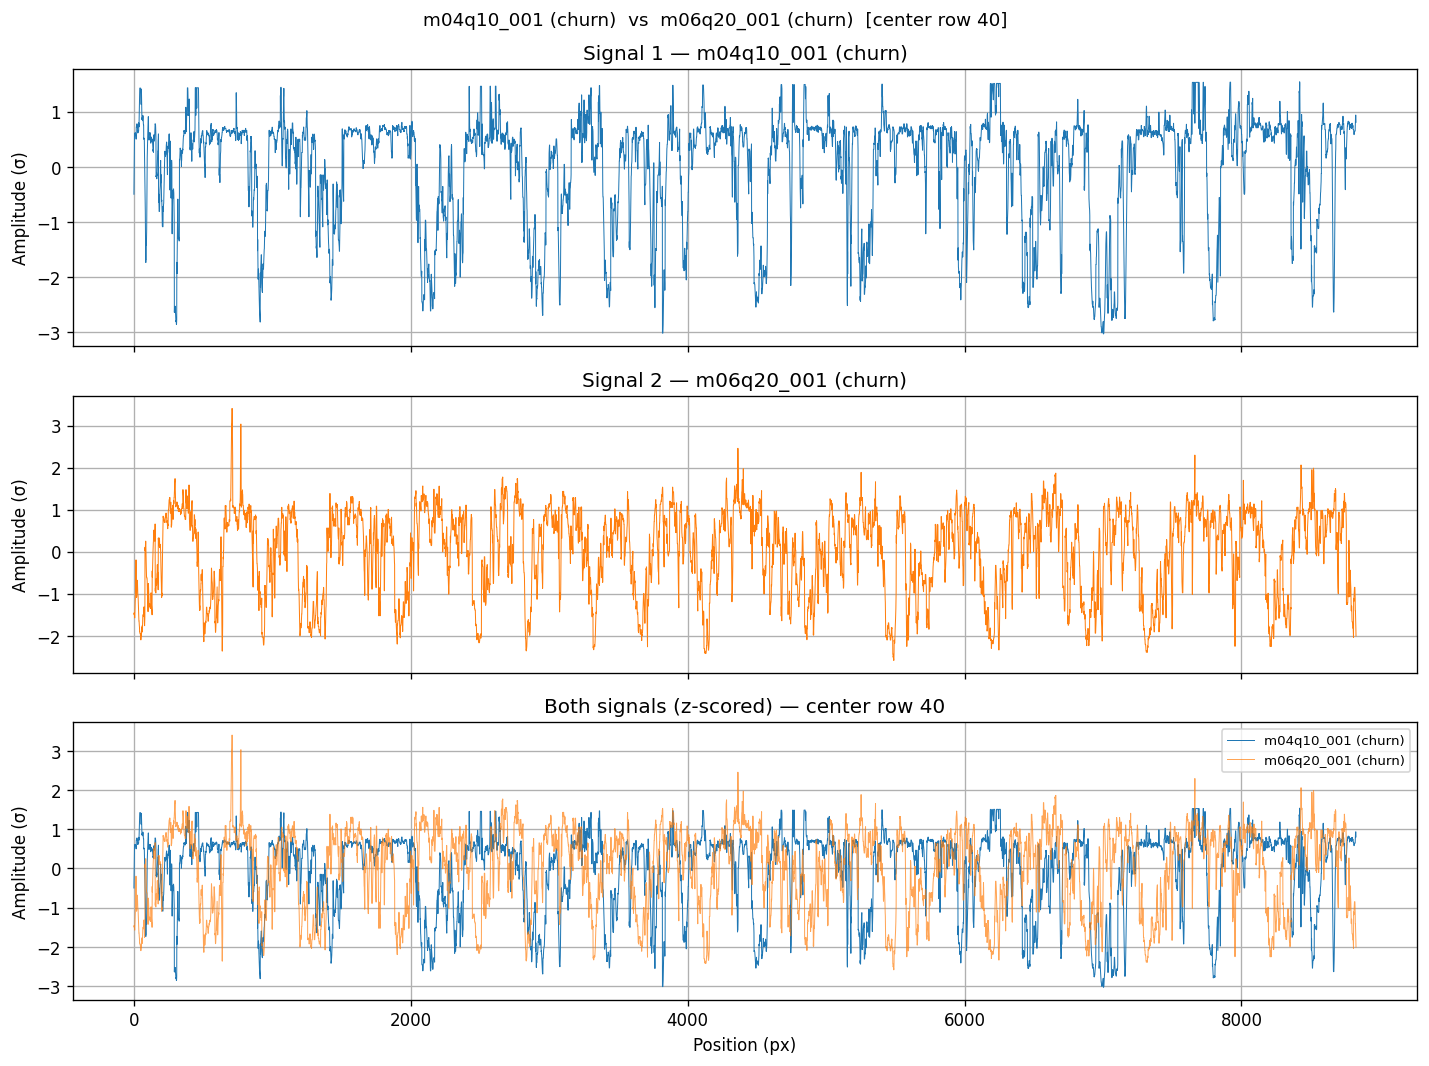 m04q10_001 (churn)  vs  m06q20_001 (churn)  [center row 40]
Signal 1 — m04q10_001 (churn)
Amplitude (σ)
1
0
−1
−2
−3
Signal 2 — m06q20_001 (churn)
Amplitude (σ)
3
2
1
0
−1
−2
Both signals (z-scored) — center row 40
Amplitude (σ)
3
2
1
0
−1
−2
−3
m04q10_001 (churn)
m06q20_001 (churn)
0 2000 4000 6000 8000
Position (px)